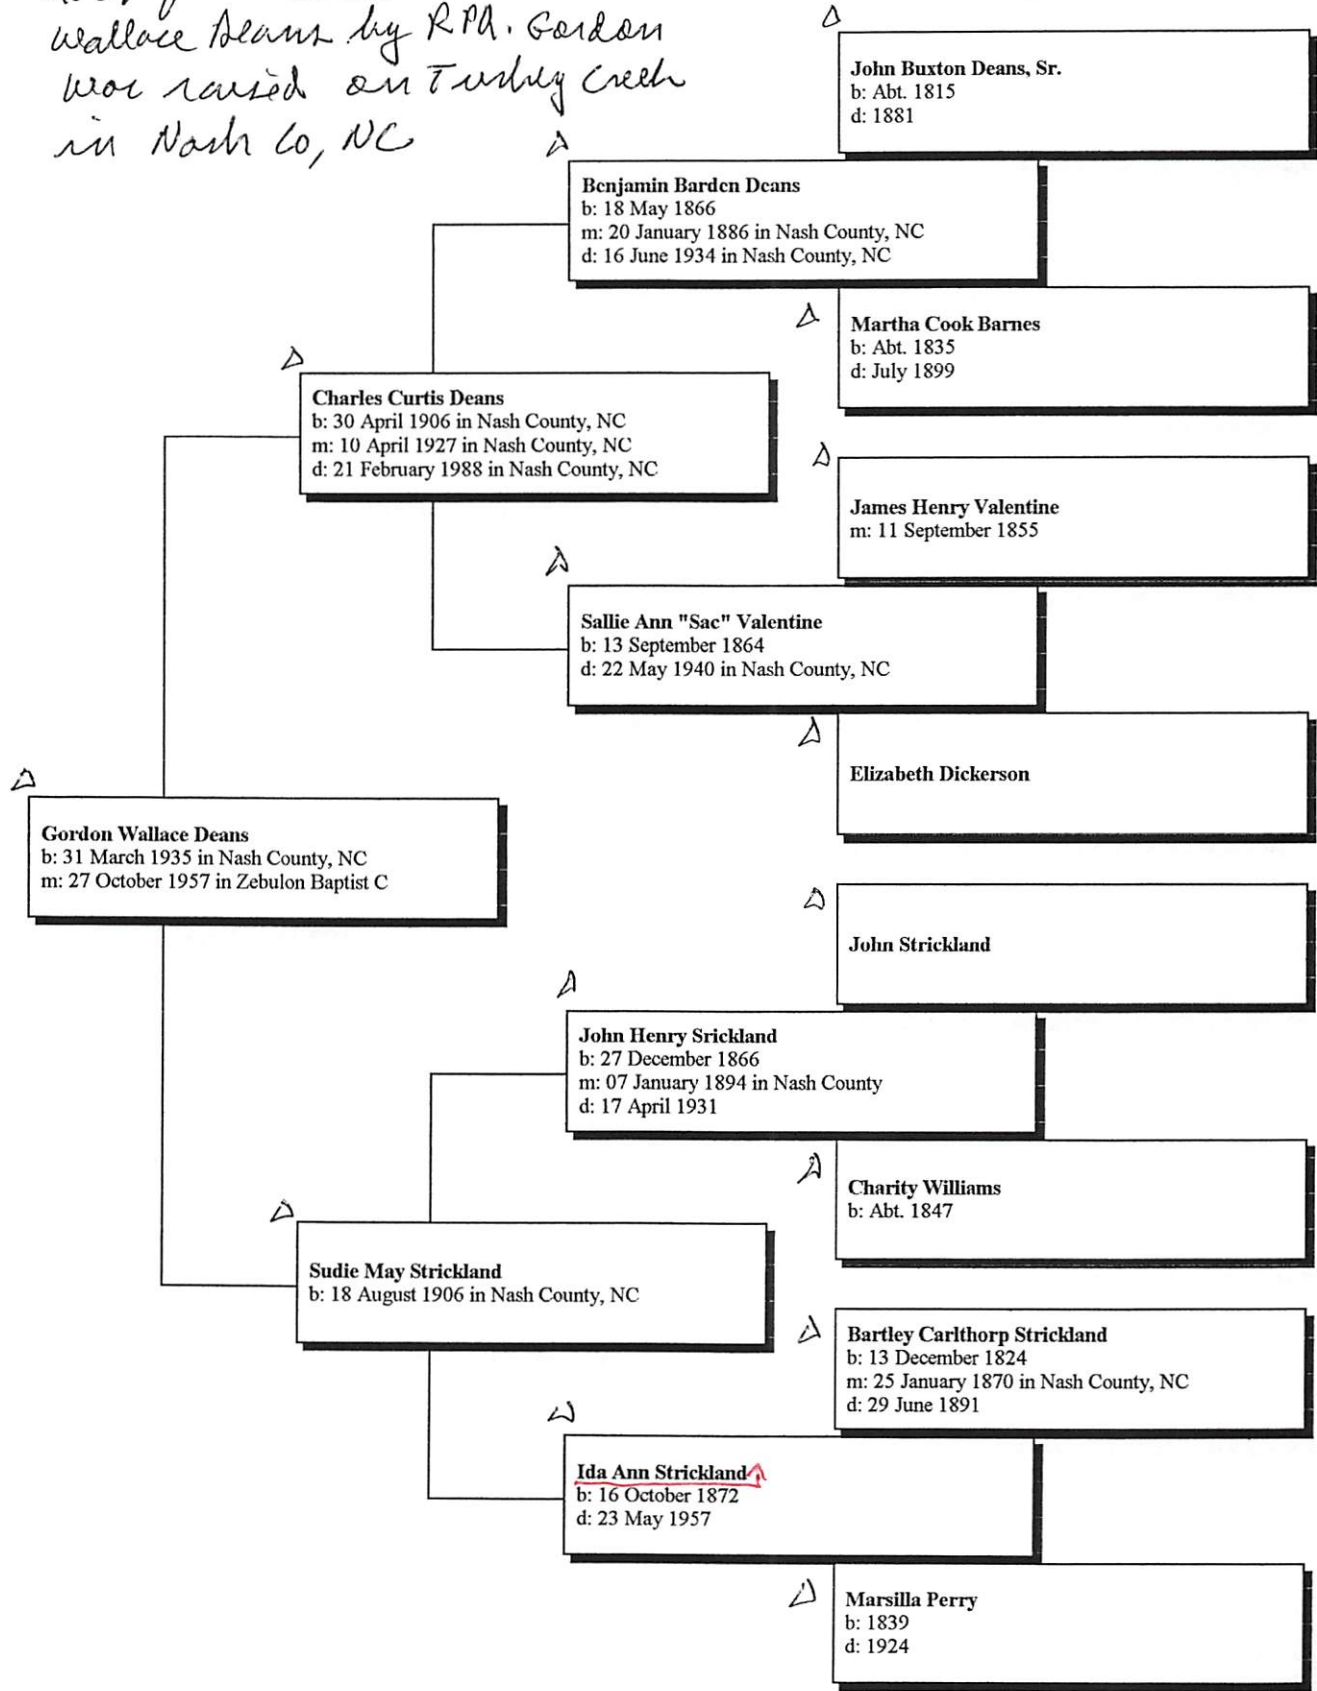 Wallace Deans by RPA. Gordon
was raised on Turkey Creek
in Nash Co, NC
John Buxton Deans, Sr.
b: Abt. 1815
d: 1881
Benjamin Barden Deans
b: 18 May 1866
m: 20 January 1886 in Nash County, NC
d: 16 June 1934 in Nash County, NC
Martha Cook Barnes
b: Abt. 1835
d: July 1899
Charles Curtis Deans
b: 30 April 1906 in Nash County, NC
m: 10 April 1927 in Nash County, NC
d: 21 February 1988 in Nash County, NC
James Henry Valentine
m: 11 September 1855
Sallie Ann "Sac" Valentine
b: 13 September 1864
d: 22 May 1940 in Nash County, NC
Elizabeth Dickerson
Gordon Wallace Deans
b: 31 March 1935 in Nash County, NC
m: 27 October 1957 in Zebulon Baptist C
John Strickland
John Henry Srickland
b: 27 December 1866
m: 07 January 1894 in Nash County
d: 17 April 1931
Charity Williams
b: Abt. 1847
Sudie May Strickland
b: 18 August 1906 in Nash County, NC
Bartley Carlthorp Strickland
b: 13 December 1824
m: 25 January 1870 in Nash County, NC
d: 29 June 1891
Ida Ann Strickland
b: 16 October 1872
d: 23 May 1957
Marsilla Perry
b: 1839
d: 1924